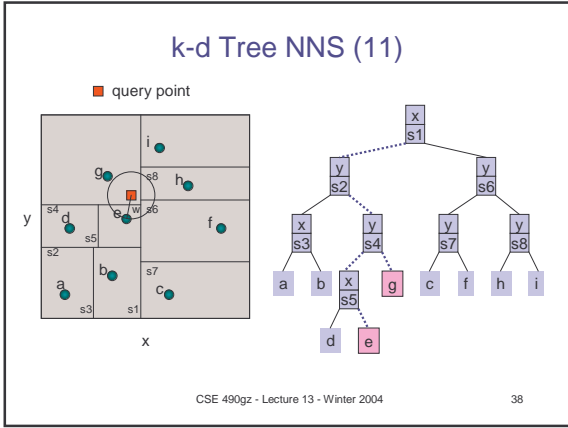 k-d Tree NNS (11)
query point
x
s1
y
s2
y
s6
x
s3
y
s4
y
s7
y
s8
a
b
x
s5
g
c
f
h
i
d
e
i
g
s8
h
w
s6
e
s4
d
s5
f
y
s2
s7
b
a
c
s3
s1
x
CSE 490gz - Lecture 13 - Winter 2004
38